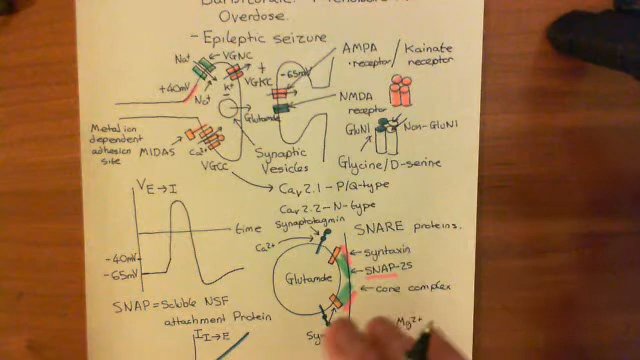 Overdose.
- Epileptic seizure
Na+ ← VGNC
+
VGKC
K+
+40mV
Na+
-65mV
AMPA / Kainate
receptor receptor
NMDA
receptor
Glutamate
GluN1 Non-GluN1
Metal ion
dependent
adhesion
site
MIDAS
Ca2+
VGCC
Synaptic
Vesicles
Glycine/D-serine
Cav2.1 - P/Q-type
Cav2.2 - N-type
VE→I
time
-40mV
-65mV
synaptotagmin
Ca2+
SNARE proteins.
syntaxin
SNAP-25
core complex
Glutamate
SNAP = Soluble NSF
attachment Protein
II→E
Mg2+